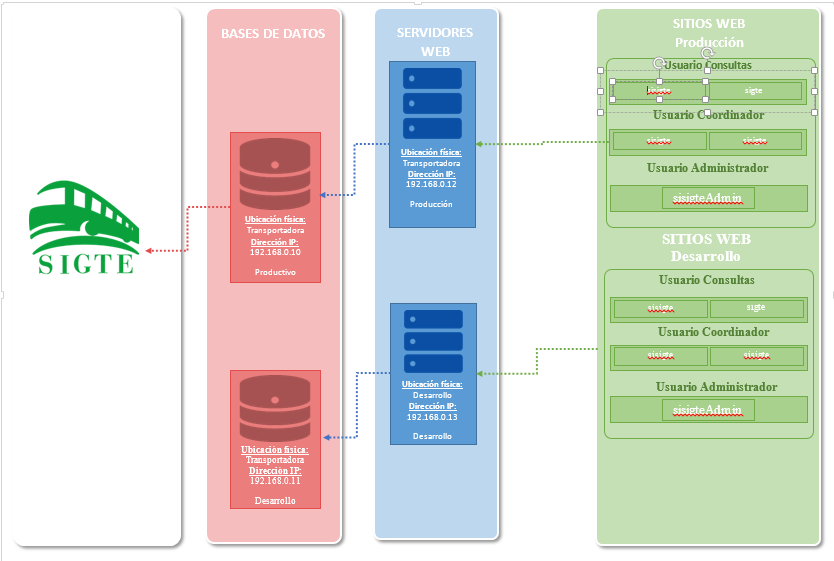 SIGTE
BASES DE DATOS
Ubicación física:
Transportadora
Dirección IP:
192.168.0.10
Productivo
Ubicación física:
Transportadora
Dirección IP:
192.168.0.11
Desarrollo
SERVIDORES
WEB
Ubicación física:
Transportadora
Dirección IP:
192.168.0.12
Producción
Ubicación física:
Desarrollo
Dirección IP:
192.168.0.13
Desarrollo
SITIOS WEB
Producción
Usuario Consultas
sisigte sigte
Usuario Coordinador
sisigte sisigte
Usuario Administrador
sisigteAdmin
SITIOS WEB
Desarrollo
Usuario Consultas
sisigte sigte
Usuario Coordinador
sisigte sisigte
Usuario Administrador
sisigteAdmin